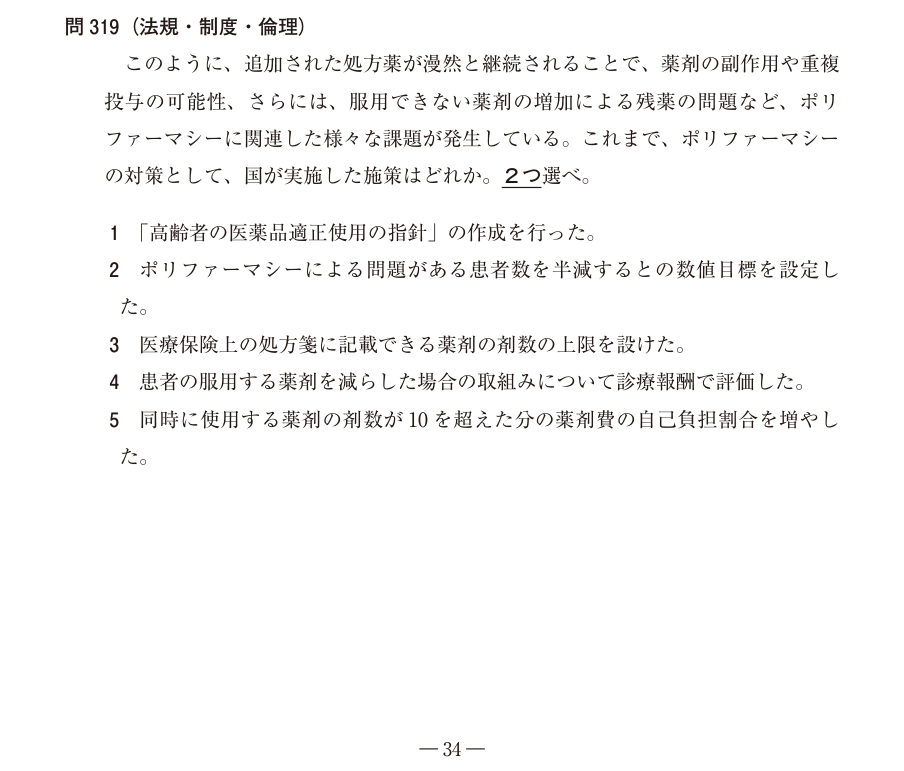 問 319（法規・制度・倫理）
このように、追加された処方薬が漫然と継続されることで、薬剤の副作用や重複
投与の可能性、さらには、服用できない薬剤の増加による残薬の問題など、ポリ
ファーマシーに関連した様々な課題が発生している。これまで、ポリファーマシー
の対策として、国が実施した施策はどれか。２つ選べ。
1 「高齢者の医薬品適正使用の指針」の作成を行った。
2 ポリファーマシーによる問題がある患者数を半減するとの数値目標を設定し
た。
3 医療保険上の処方箋に記載できる薬剤の剤数の上限を設けた。
4 患者の服用する薬剤を減らした場合の取組みについて診療報酬で評価した。
5 同時に使用する薬剤の剤数が 10 を超えた分の薬剤費の自己負担割合を増やし
た。
― 34 ―